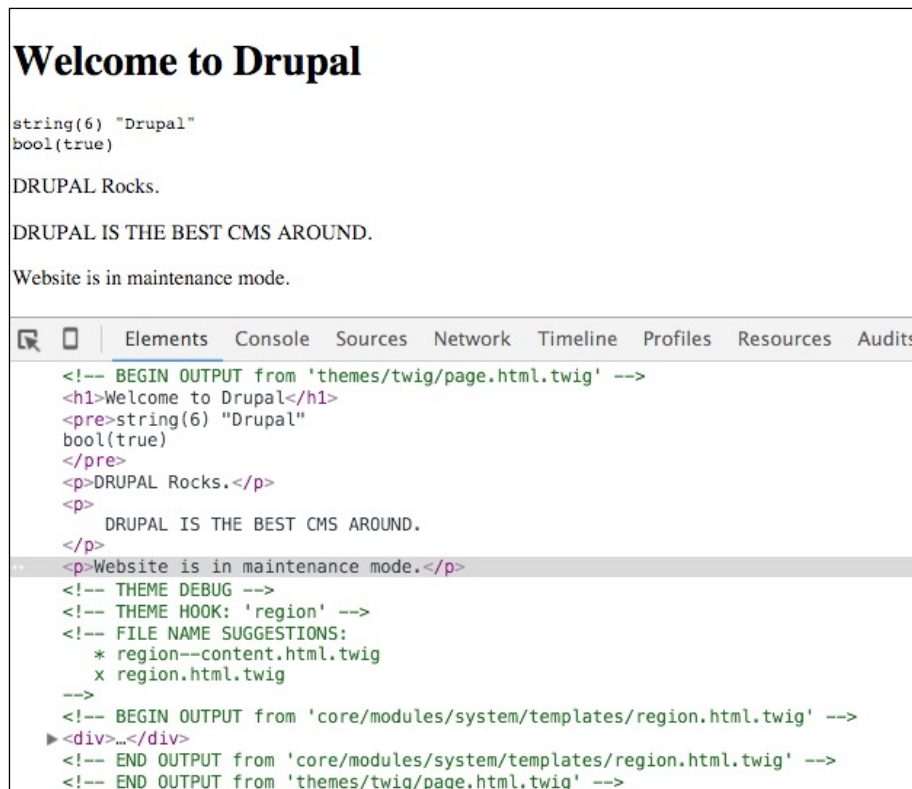 Welcome to Drupal
string(6) "Drupal"
bool(true)
DRUPAL Rocks.
DRUPAL IS THE BEST CMS AROUND.
Website is in maintenance mode.
Elements Console Sources Network Timeline Profiles Resources Audits
<!-- BEGIN OUTPUT from 'themes/twig/page.html.twig' -->
<h1>Welcome to Drupal</h1>
<pre>string(6) "Drupal"
bool(true)
</pre>
<p>DRUPAL Rocks.</p>
<p>
DRUPAL IS THE BEST CMS AROUND.
</p>
<p>Website is in maintenance mode.</p>
<!-- THEME DEBUG -->
<!-- THEME HOOK: 'region' -->
<!-- FILE NAME SUGGESTIONS:
* region--content.html.twig
x region.html.twig
-->
<!-- BEGIN OUTPUT from 'core/modules/system/templates/region.html.twig' -->
▶<div>…</div>
<!-- END OUTPUT from 'core/modules/system/templates/region.html.twig' -->
<!-- END OUTPUT from 'themes/twig/page.html.twig' -->